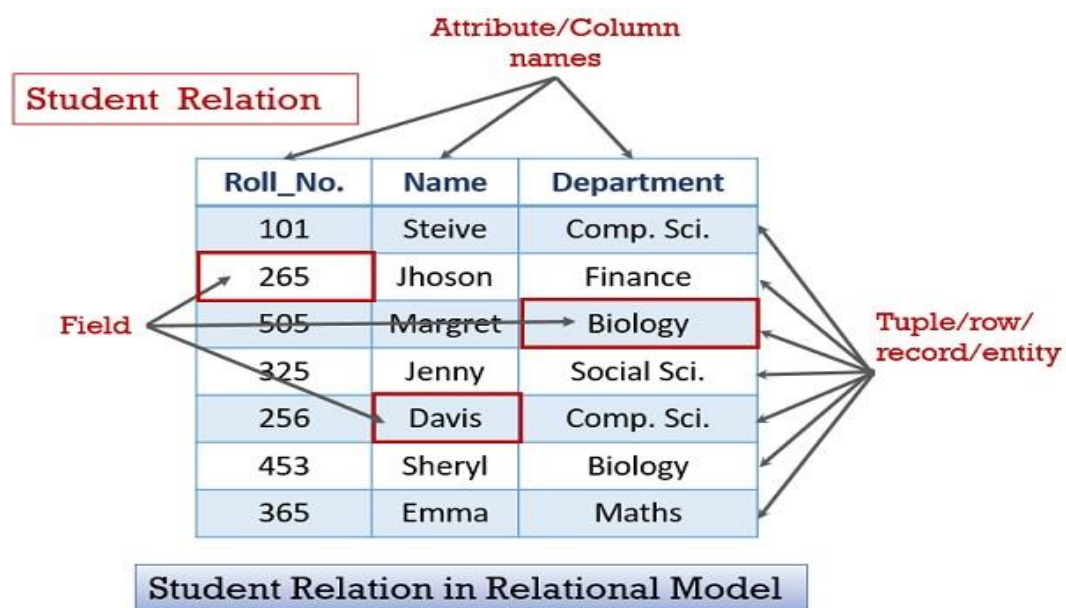 Attribute/Column
names
Student Relation
Roll_No. Name Department
101 Steive Comp. Sci.
265 Jhoson Finance
Field
505 Margret Biology
Tuple/row/
record/entity
325 Jenny Social Sci.
256 Davis Comp. Sci.
453 Sheryl Biology
365 Emma Maths
Student Relation in Relational Model